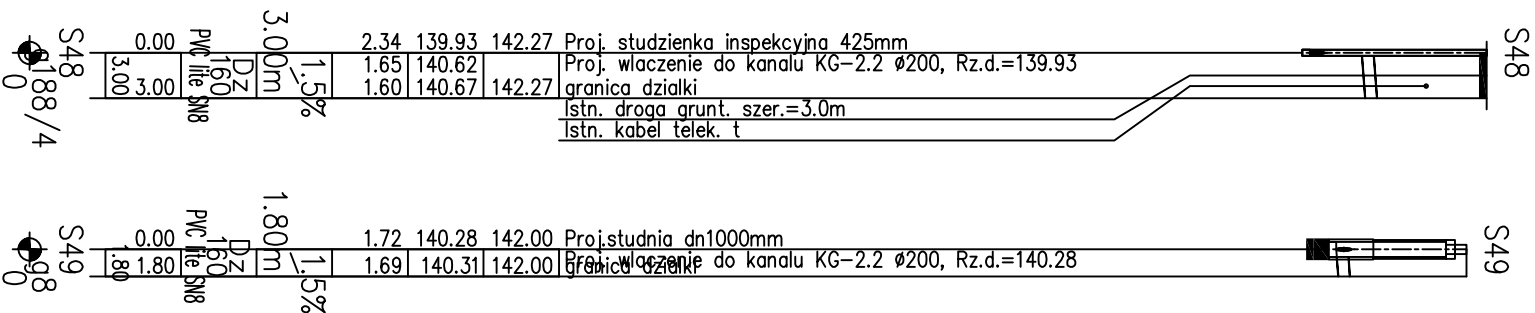 S48
S48
188/4
0
0.00
3.00
3.00
PVC lite SN8
Dz
160
3.00m
1.5%
2.34 139.93 142.27 Proj. studzienka inspekcyjna 425mm
1.65 140.62 Proj. wlaczenie do kanalu KG-2.2 ø200, Rz.d.=139.93
1.60 140.67 142.27 granica dzialki
Istn. droga grunt. szer.=3.0m
Istn. kabel telek. t
S49
S49
98
0
0.00
1.80
1.80
PVC lite SN8
Dz
160
1.80m
1.5%
1.72 140.28 142.00 Proj.studnia dn1000mm
Proj. wlaczenie do kanalu KG-2.2 ø200, Rz.d.=140.28
1.69 140.31 142.00 granica dzialki